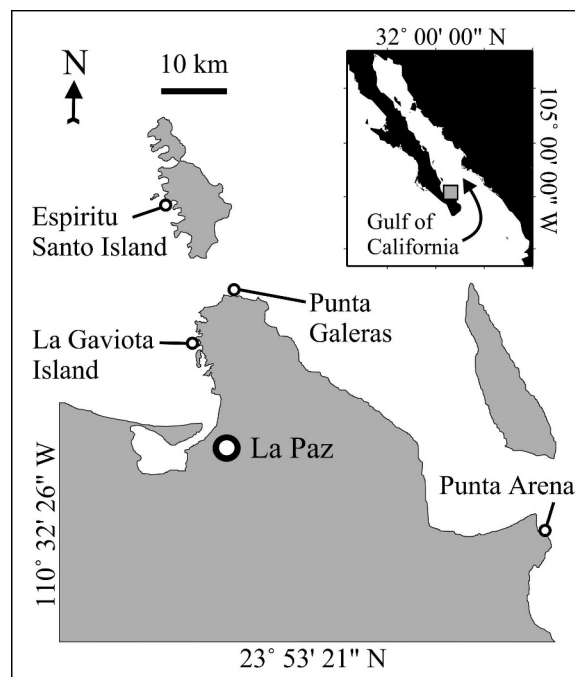 N
10 km
32° 00' 00" N
105° 00' 00" W
Gulf of
California
Espiritu
Santo Island
Punta
Galeras
La Gaviota
Island
La Paz
Punta Arena
110° 32' 26" W
23° 53' 21" N